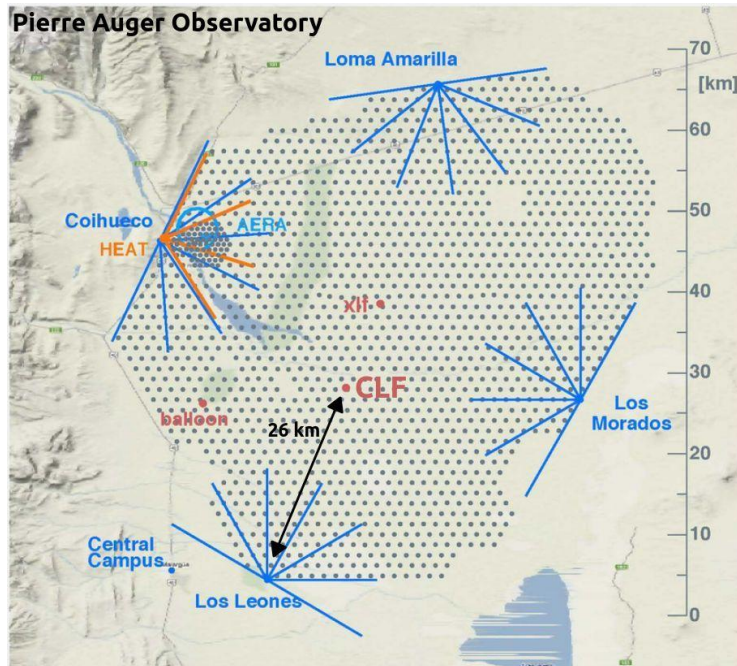 Pierre Auger Observatory
Loma Amarilla
70
[km]
60
50
40
30
20
10
0
Coihueco
HEAT
AERA
xlf
CLF
balloon
26 km
Los
Morados
Central
Campus
Los Leones